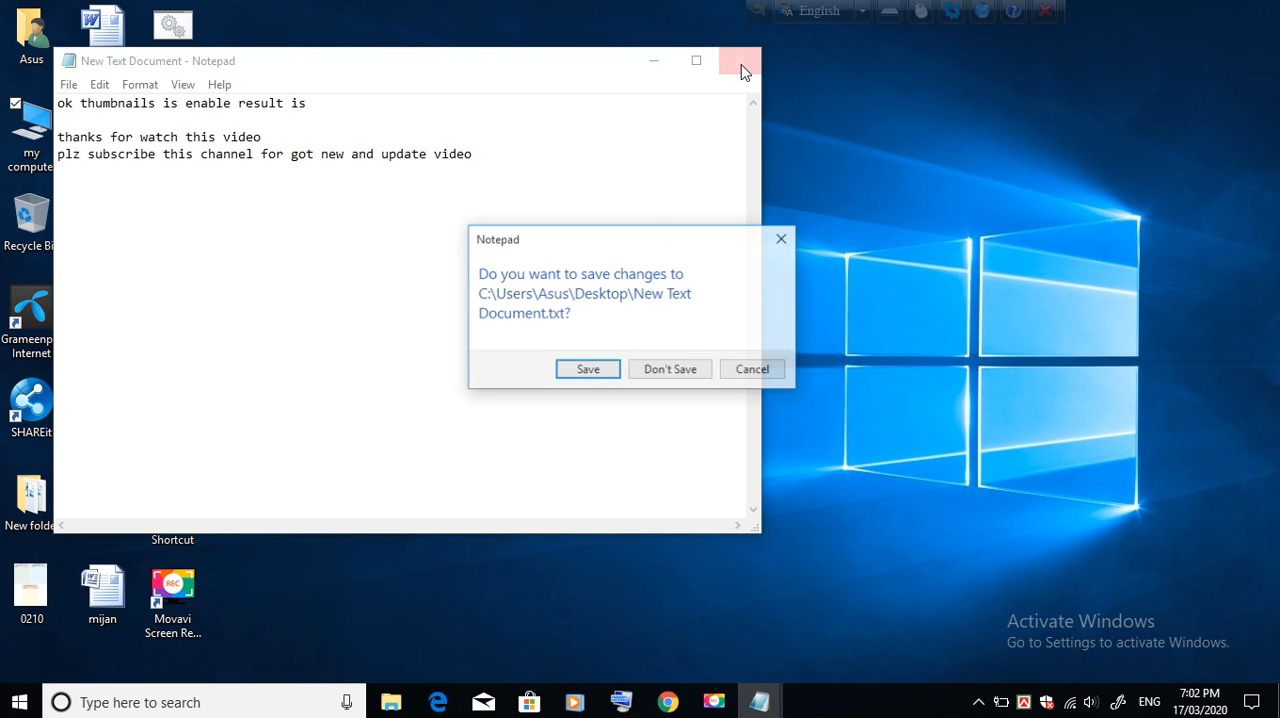 English
Asus
New Text Document - Notepad
File Edit Format View Help
ok thumbnails is enable result is
thanks for watch this video
plz subscribe this channel for got new and update video
my
compute
Recycle Bi
Grameenp
Internet
SHAREit
New folde
Shortcut
0210
mijan
REC
Movavi
Screen Re...
Notepad
Do you want to save changes to
C:\Users\Asus\Desktop\New Text
Document.txt?
Save Don't Save Cancel
Activate Windows
Go to Settings to activate Windows.
Type here to search
ENG
7:02 PM
17/03/2020